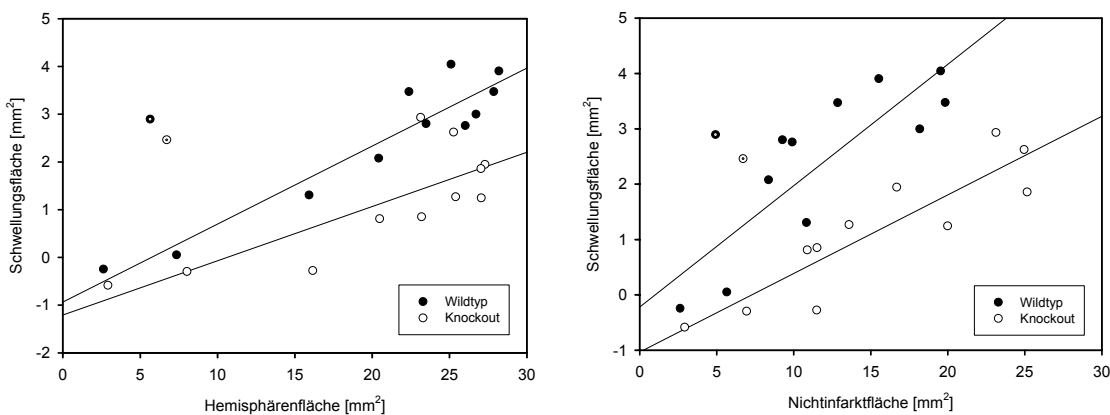 5
4
3
2
1
0
-1
-2
Schwellungsfläche [mm²]
0 5 10 15 20 25 30
Hemisphärenfläche [mm²]
Wildtyp
Knockout
5
4
3
2
1
0
-1
Schwellungsfläche [mm²]
0 5 10 15 20 25 30
Nichtinfarktfläche [mm²]
Wildtyp
Knockout